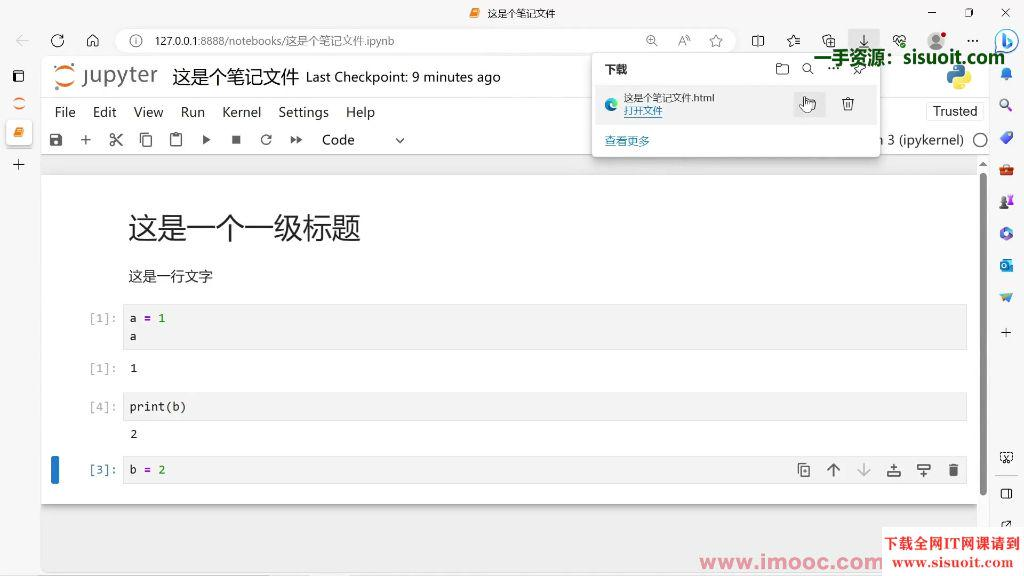 这是个笔记文件
127.0.0.1:8888/notebooks/这是个笔记文件.ipynb
一手资源：sisuoit.com
jupyter 这是个笔记文件 Last Checkpoint: 9 minutes ago
下载
这是个笔记文件.html
打开文件
查看更多
File Edit View Run Kernel Settings Help
Trusted
Code
3 (ipykernel)
这是一个一级标题
这是一行文字
[1]: a = 1
a
[1]: 1
[4]: print(b)
2
[3]: b = 2
下载全网IT网课请到
www.imooc.com
www.sisuoit.com